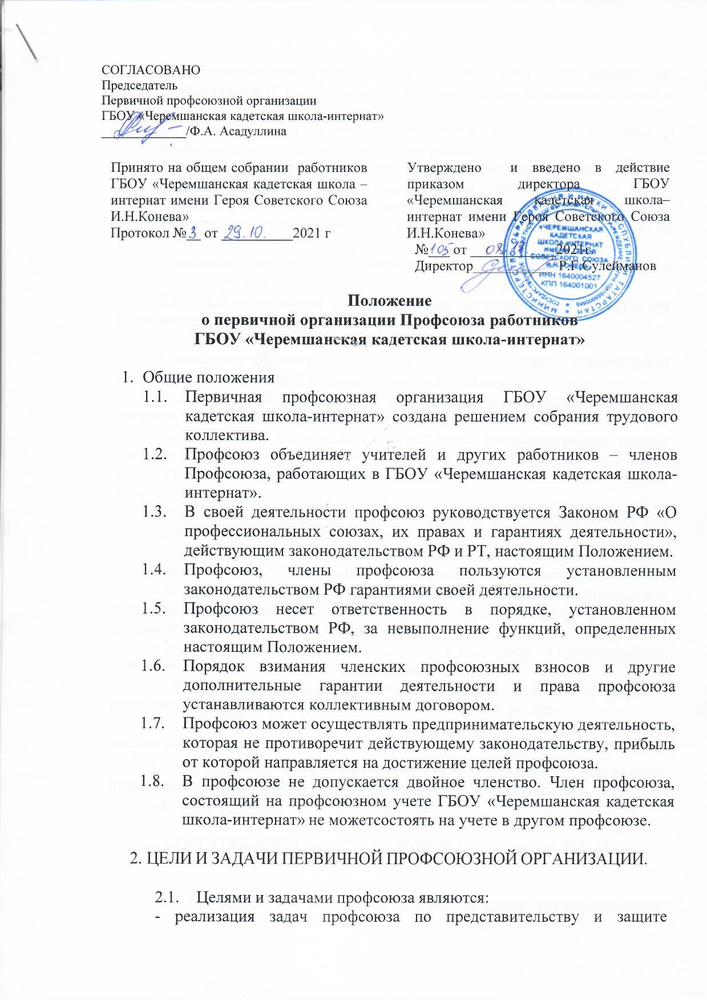 СОГЛАСОВАНО
Председатель
Первичной профсоюзной организации
ГБОУ «Черемшанская кадетская школа-интернат»
_____________/Ф.А. Асадуллина
Принято на общем собрании работников
ГБОУ «Черемшанская кадетская школа –
интернат имени Героя Советского Союза
И.Н.Конева»
Протокол № 3 от 29.10. 2021 г
Утверждено и введено в действие
приказом директора ГБОУ
«Черемшанская кадетская школа–
интернат имени Героя Советского Союза
И.Н.Конева»
№ 105 от 2021г.
Директор__________ Р.Г.Сулейманов
МИНИСТЕРСТВО ОБРАЗОВАНИЯ И НАУКИ РЕСПУБЛИКИ ТАТАРСТАН
«ЧЕРЕМШАНСКАЯ
КАДЕТСКАЯ
ШКОЛА-ИНТЕРНАТ
ИМЕНИ ГЕРОЯ
СОВЕТСКОГО СОЮЗА
И.Н.КОНЕВА»
ИНН 1640004527
КПП 164001001
Положение
о первичной организации Профсоюза работников
ГБОУ «Черемшанская кадетская школа-интернат»
1. Общие положения
1.1. Первичная профсоюзная организация ГБОУ «Черемшанская
кадетская школа-интернат» создана решением собрания трудового
коллектива.
1.2. Профсоюз объединяет учителей и других работников – членов
Профсоюза, работающих в ГБОУ «Черемшанская кадетская школа-
интернат».
1.3. В своей деятельности профсоюз руководствуется Законом РФ «О
профессиональных союзах, их правах и гарантиях деятельности»,
действующим законодательством РФ и РТ, настоящим Положением.
1.4. Профсоюз, члены профсоюза пользуются установленным
законодательством РФ гарантиями своей деятельности.
1.5. Профсоюз несет ответственность в порядке, установленном
законодательством РФ, за невыполнение функций, определенных
настоящим Положением.
1.6. Порядок взимания членских профсоюзных взносов и другие
дополнительные гарантии деятельности и права профсоюза
устанавливаются коллективным договором.
1.7. Профсоюз может осуществлять предпринимательскую деятельность,
которая не противоречит действующему законодательству, прибыль
от которой направляется на достижение целей профсоюза.
1.8. В профсоюзе не допускается двойное членство. Член профсоюза,
состоящий на профсоюзном учете ГБОУ «Черемшанская кадетская
школа-интернат» не можетсостоять на учете в другом профсоюзе.
2. ЦЕЛИ И ЗАДАЧИ ПЕРВИЧНОЙ ПРОФСОЮЗНОЙ ОРГАНИЗАЦИИ.
2.1. Целями и задачами профсоюза являются:
- реализация задач профсоюза по представительству и защите